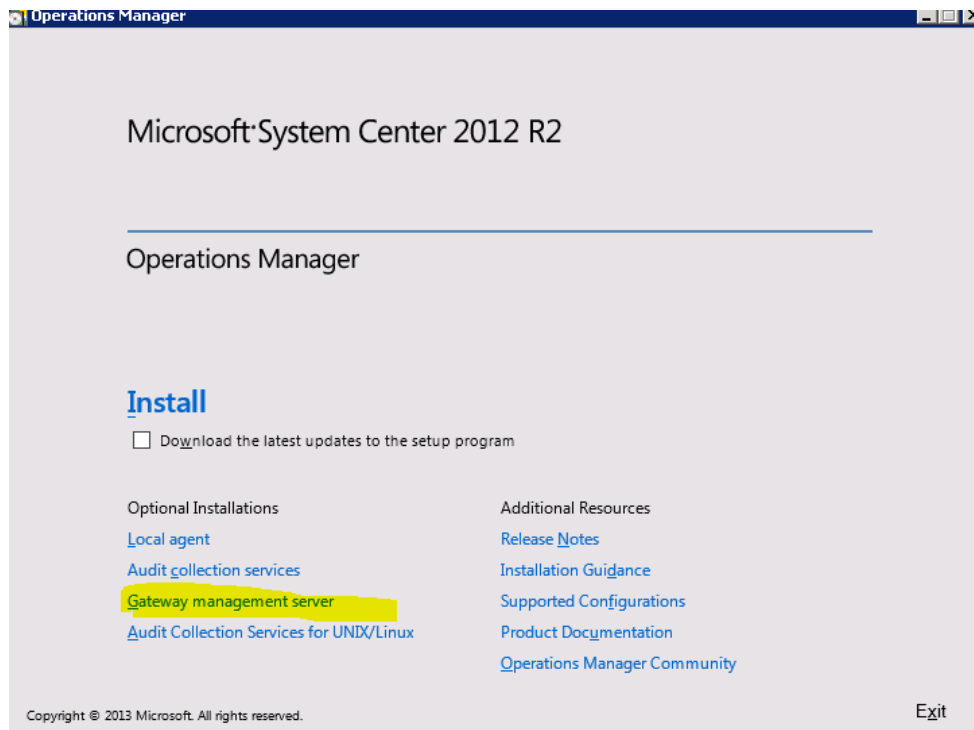 Operations Manager
Microsoft System Center 2012 R2
Operations Manager
Install
Download the latest updates to the setup program
Optional Installations
Local agent
Audit collection services
Gateway management server
Audit Collection Services for UNIX/Linux
Additional Resources
Release Notes
Installation Guidance
Supported Configurations
Product Documentation
Operations Manager Community
Copyright © 2013 Microsoft. All rights reserved.
Exit